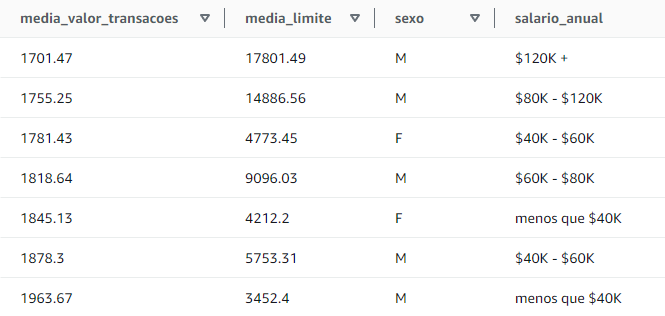 media_valor_transacoes media_limite sexo salario_anual
1701.47 17801.49 M $120K +
1755.25 14886.56 M $80K - $120K
1781.43 4773.45 F $40K - $60K
1818.64 9096.03 M $60K - $80K
1845.13 4212.2 F menos que $40K
1878.3 5753.31 M $40K - $60K
1963.67 3452.4 M menos que $40K